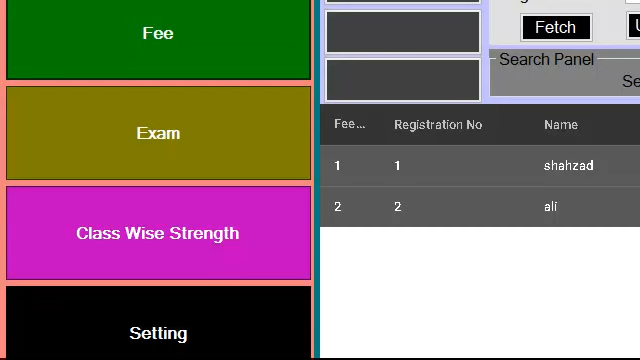 Fee
Exam
Class Wise Strength
Setting
Fetch
Search Panel
Se
Fee... Registration No Name
1 1 shahzad
2 2 ali